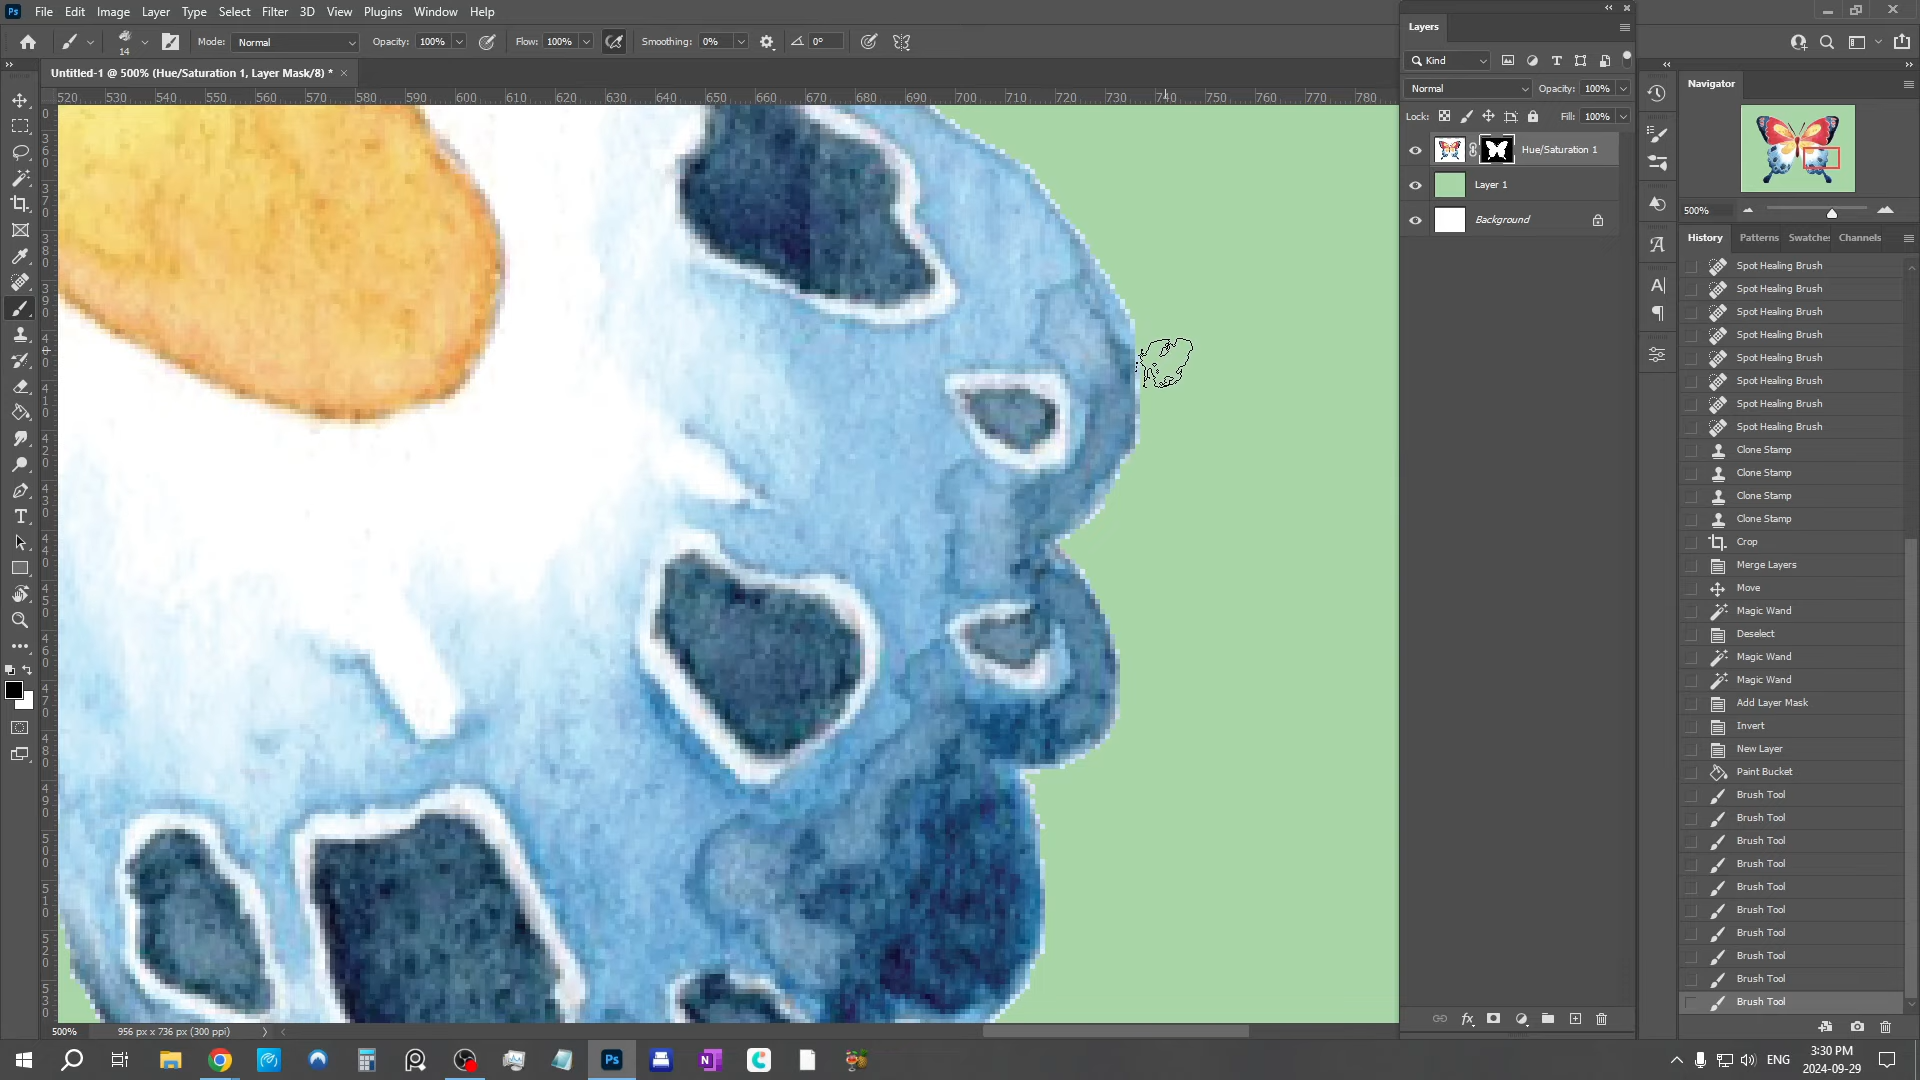 Ps File Edit Image Layer Type Select Filter 3D View Plugins Window Help
14 Mode: Normal Opacity: 100% Flow: 100% Smoothing: 0% 0°
Untitled-1 @ 500% (Hue/Saturation 1, Layer Mask/8) * ×
520 530 540 550 560 570 580 590 600 610 620 630 640 650 660 670 680 690 700 710 720 730 740 750 760 770 780
Layers
Kind
Normal Opacity: 100%
Lock: Fill: 100%
Hue/Saturation 1
Layer 1
Background
Navigator
500%
History Patterns Swatches Channels
Spot Healing Brush
Spot Healing Brush
Spot Healing Brush
Spot Healing Brush
Spot Healing Brush
Spot Healing Brush
Spot Healing Brush
Spot Healing Brush
Clone Stamp
Clone Stamp
Clone Stamp
Clone Stamp
Crop
Merge Layers
Move
Magic Wand
Deselect
Magic Wand
Magic Wand
Add Layer Mask
Invert
New Layer
Paint Bucket
Brush Tool
Brush Tool
Brush Tool
Brush Tool
Brush Tool
Brush Tool
Brush Tool
Brush Tool
Brush Tool
Brush Tool
500% 956 px x 736 px (300 ppi)
Ps ENG 3:30 PM
2024-09-29